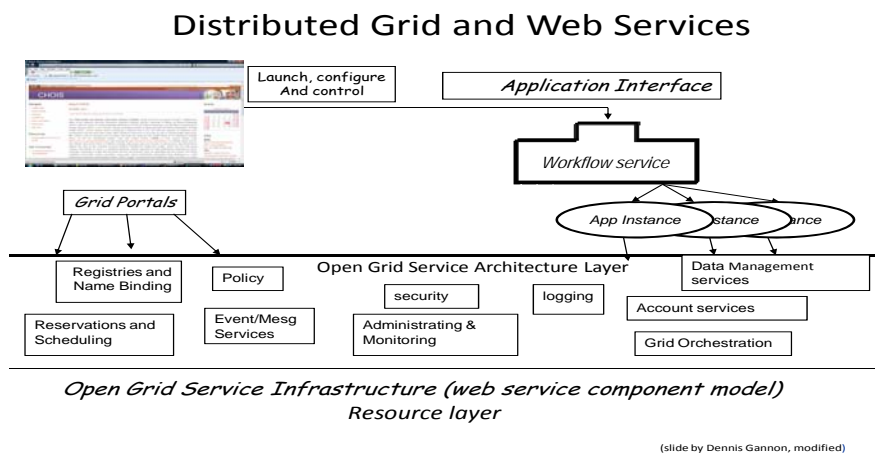 Distributed Grid and Web Services
CHOIS
Launch, configure
And control
Application Interface
Workflow service
Grid Portals
App Instance
stance
ance
Open Grid Service Architecture Layer
Registries and
Name Binding
Policy
Data Management
services
security
logging
Account services
Reservations and
Scheduling
Event/Mesg
Services
Administrating &
Monitoring
Grid Orchestration
Open Grid Service Infrastructure (web service component model)
Resource layer
(slide by Dennis Gannon, modified)